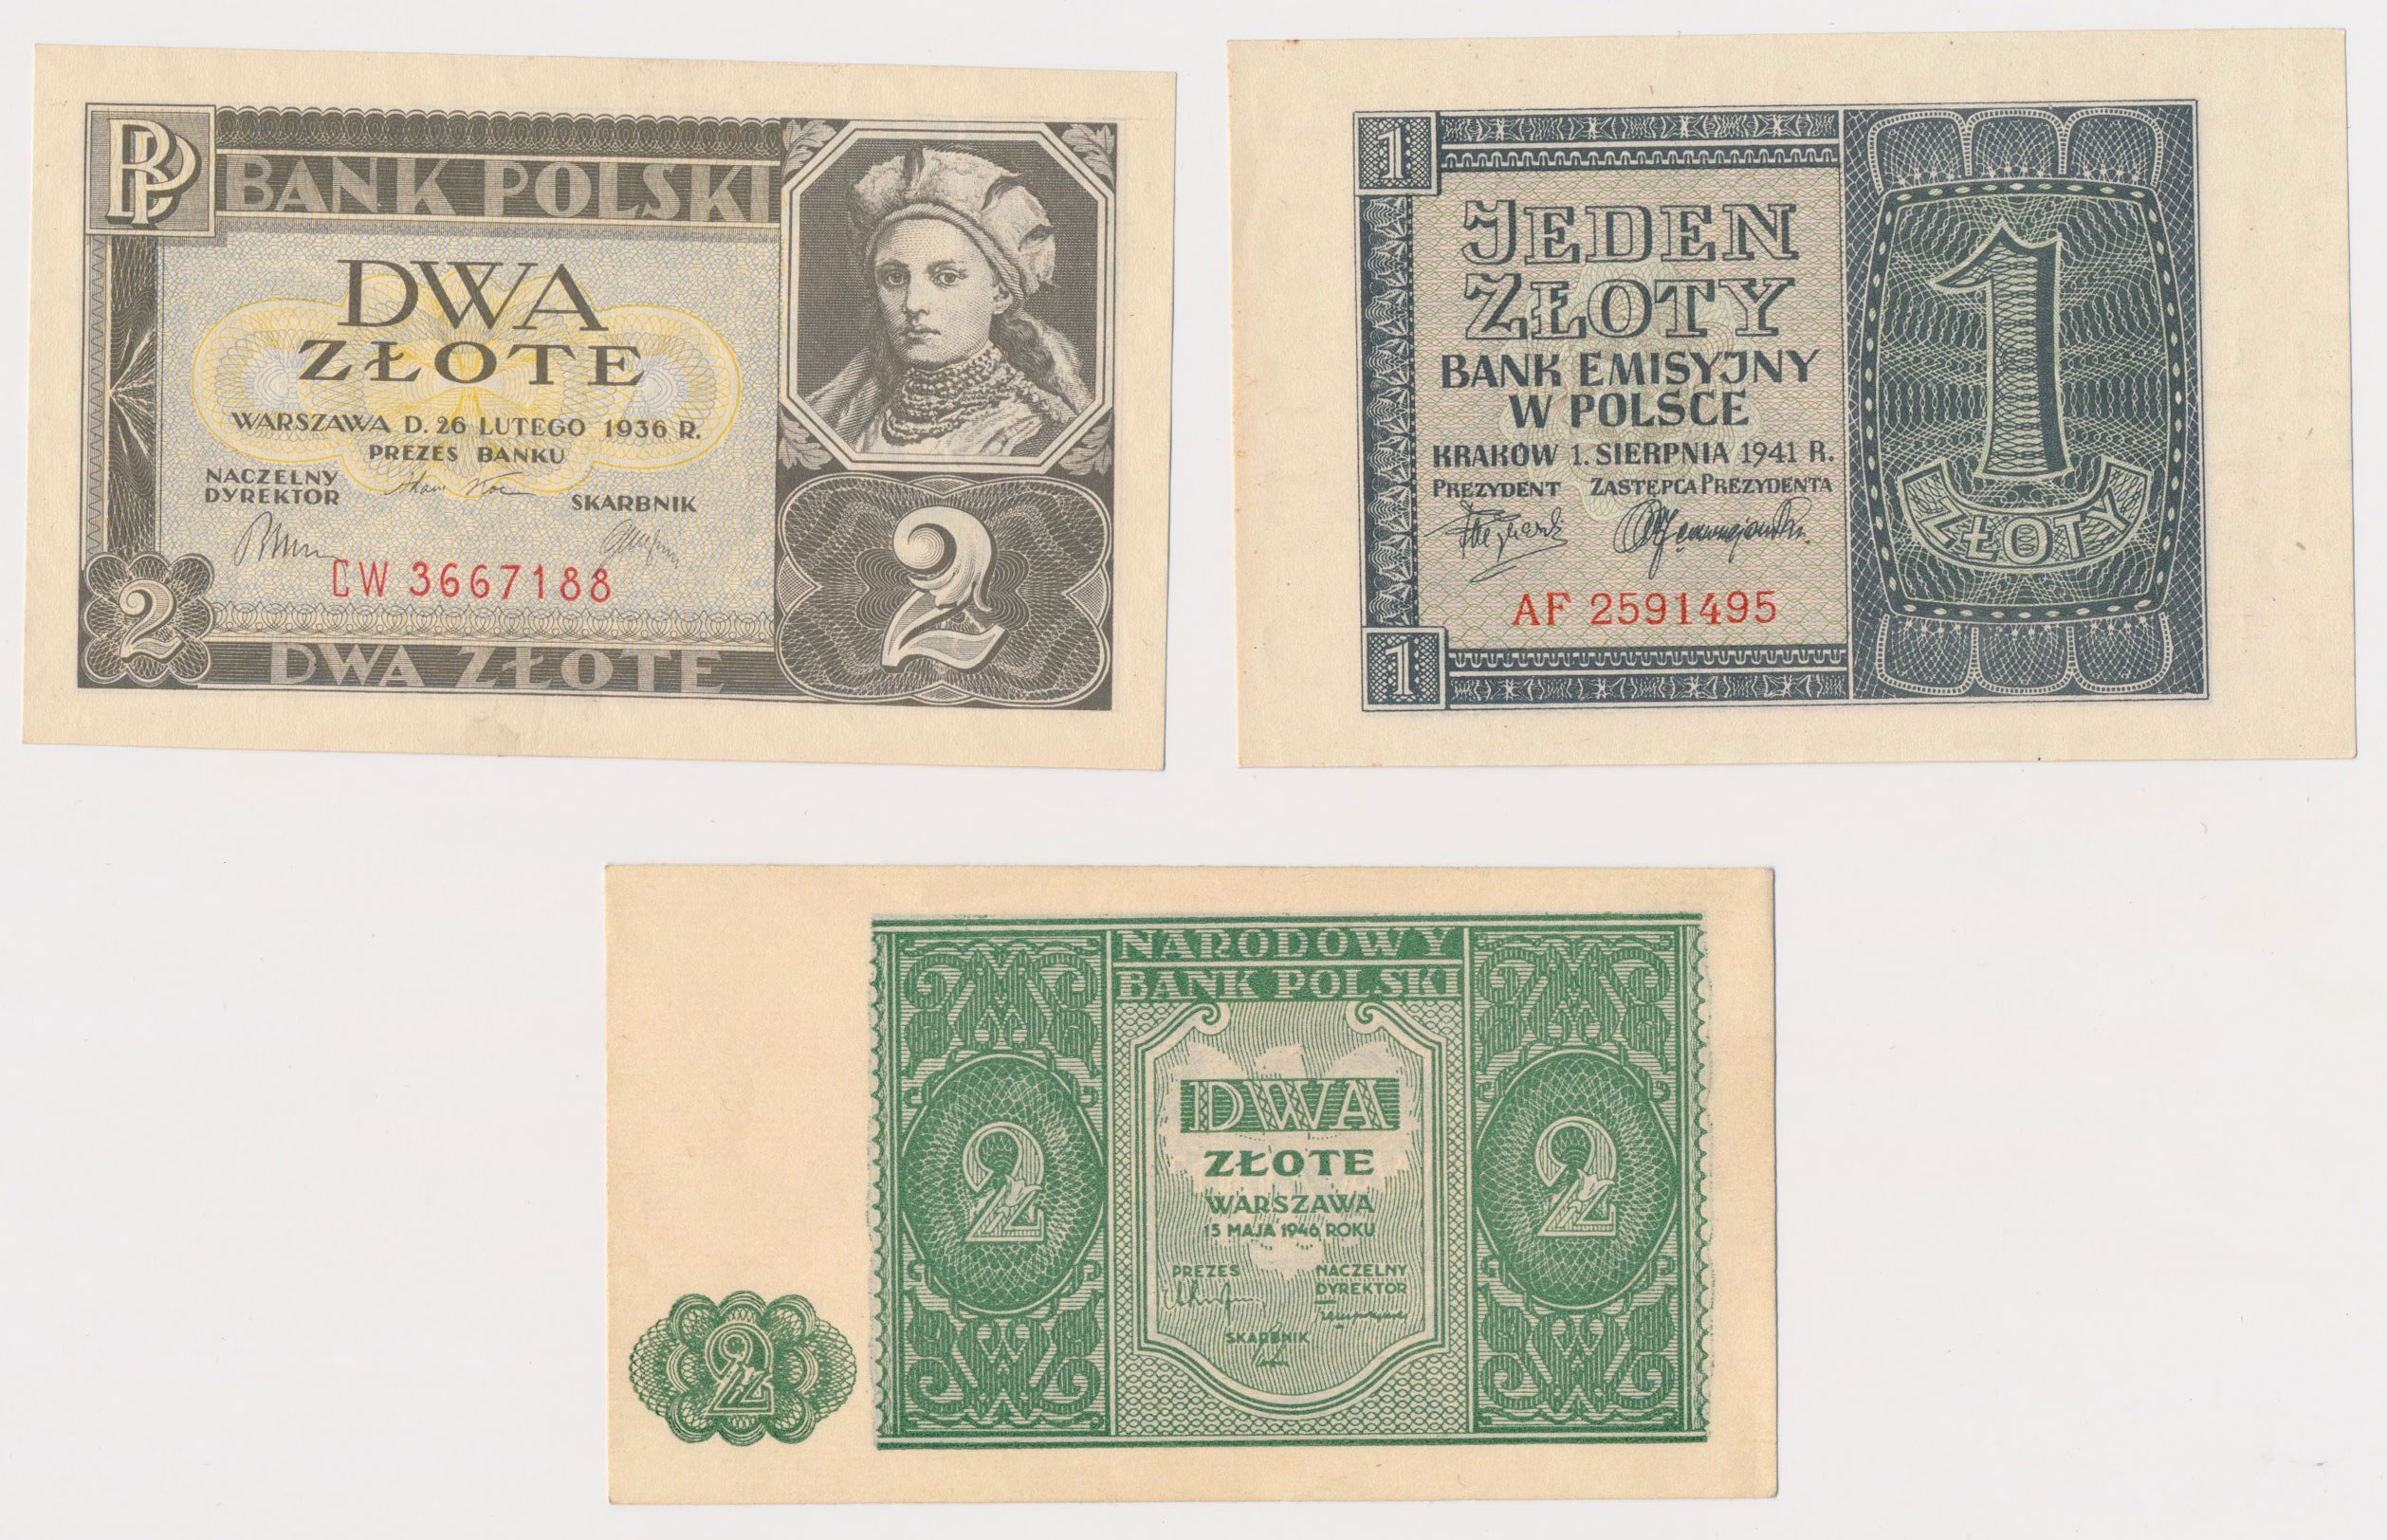 BP
BANK POLSKI
DWA
ZŁOTE
WARSZAWA D. 26 LUTEGO 1936 R.
PREZES BANKU
NACZELNY
DYREKTOR
SKARBNIK
CW 3667188
2
DWA ZŁOTE
2
1
JEDEN
ZŁOTY
BANK EMISYJNY
W POLSCE
KRAKÓW 1. SIERPNIA 1941 R.
PREZYDENT ZASTĘPCA PREZYDENTA
AF 2591495
1
1
ZŁOTY
NARODOWY
BANK POLSKI
DWA
ZŁOTE
WARSZAWA
15 MAJA 1946 ROKU
PREZES
NACZELNY
DYREKTOR
SKARBNIK
2
2
2